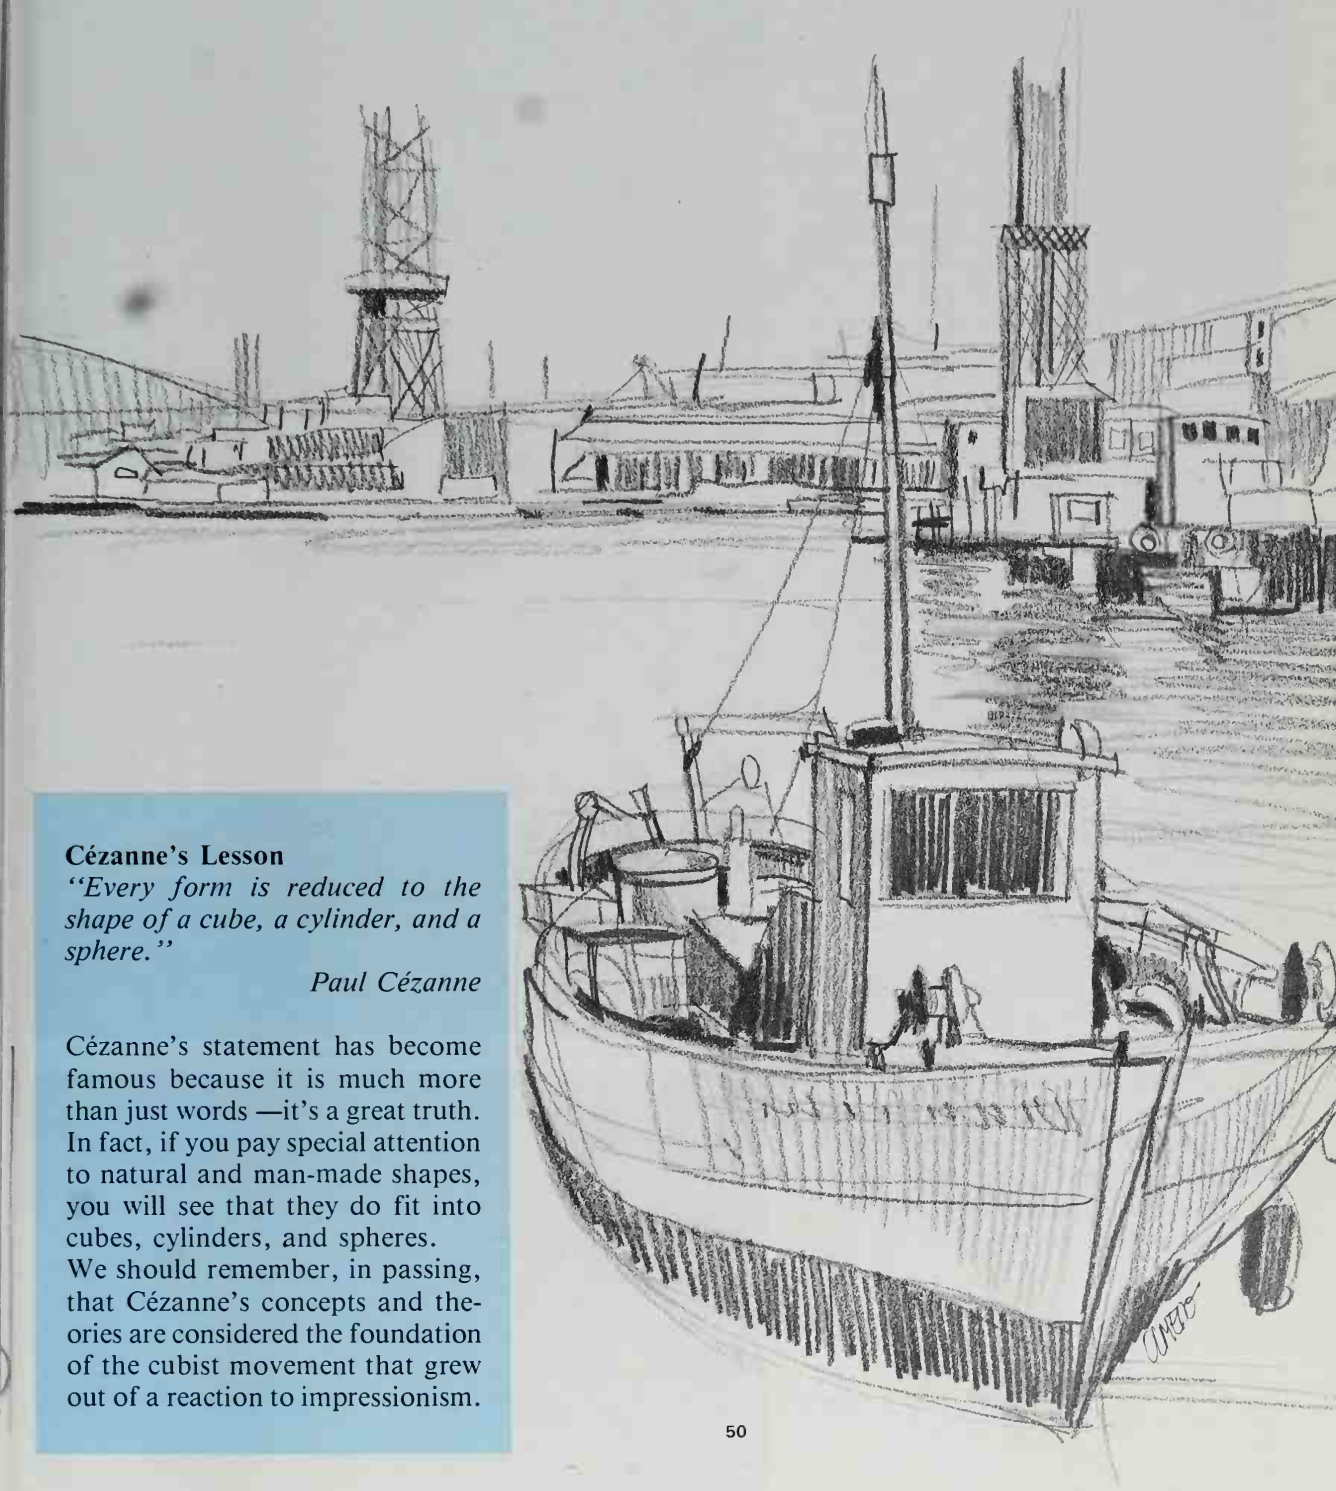 Cézanne's Lesson
“Every form is reduced to the
shape of a cube, a cylinder, and a
sphere.”
Paul Cézanne
Cézanne's statement has become
famous because it is much more
than just words —it's a great truth.
In fact, if you pay special attention
to natural and man-made shapes,
you will see that they do fit into
cubes, cylinders, and spheres.
We should remember, in passing,
that Cézanne's concepts and the-
ories are considered the foundation
of the cubist movement that grew
out of a reaction to impressionism.
50